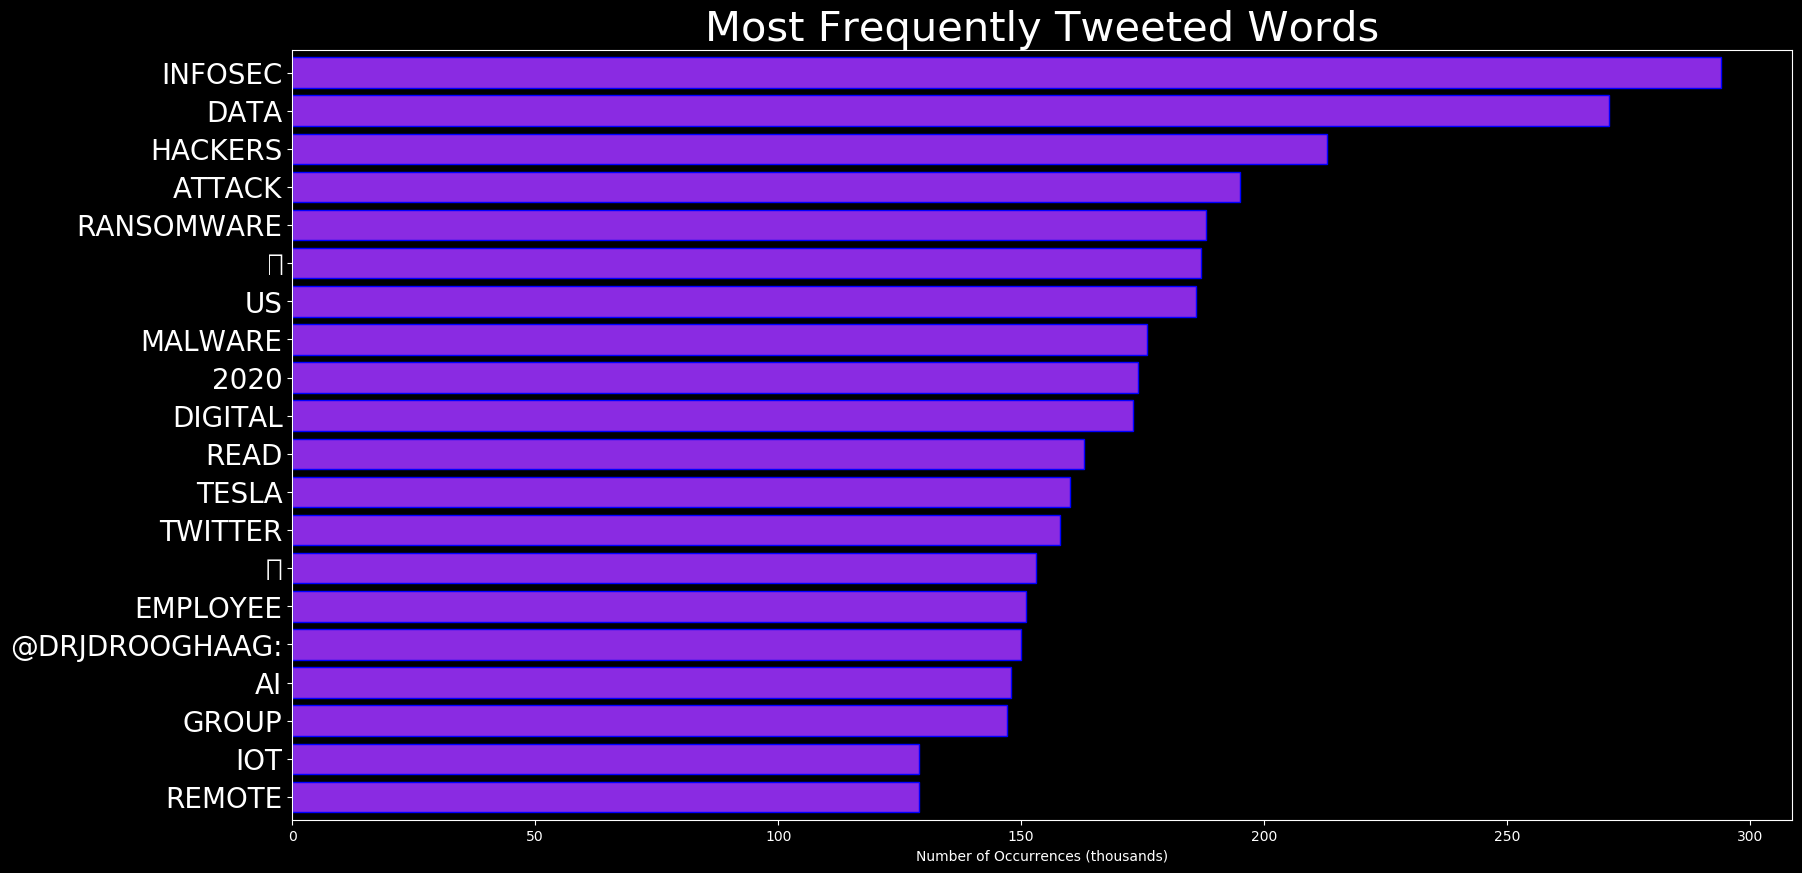 Most Frequently Tweeted Words
INFOSEC
DATA
HACKERS
ATTACK
RANSOMWARE
US
MALWARE
2020
DIGITAL
READ
TESLA
TWITTER
EMPLOYEE
@DRJDROOGHAAG:
AI
GROUP
IOT
REMOTE
0 50 100 150 200 250 300
Number of Occurrences (thousands)